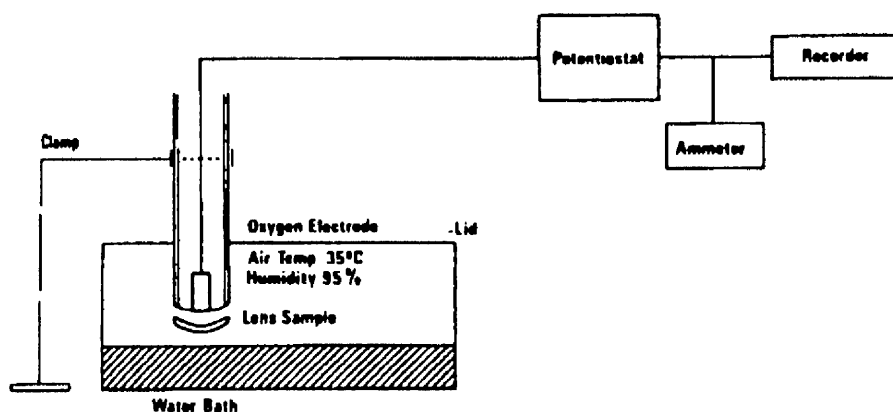 Potentiostat
Recorder
Ammeter
Clamp
Oxygen Electrode
-Lid
Air Temp 35°C
Humidity 95%
Lens Sample
Water Bath